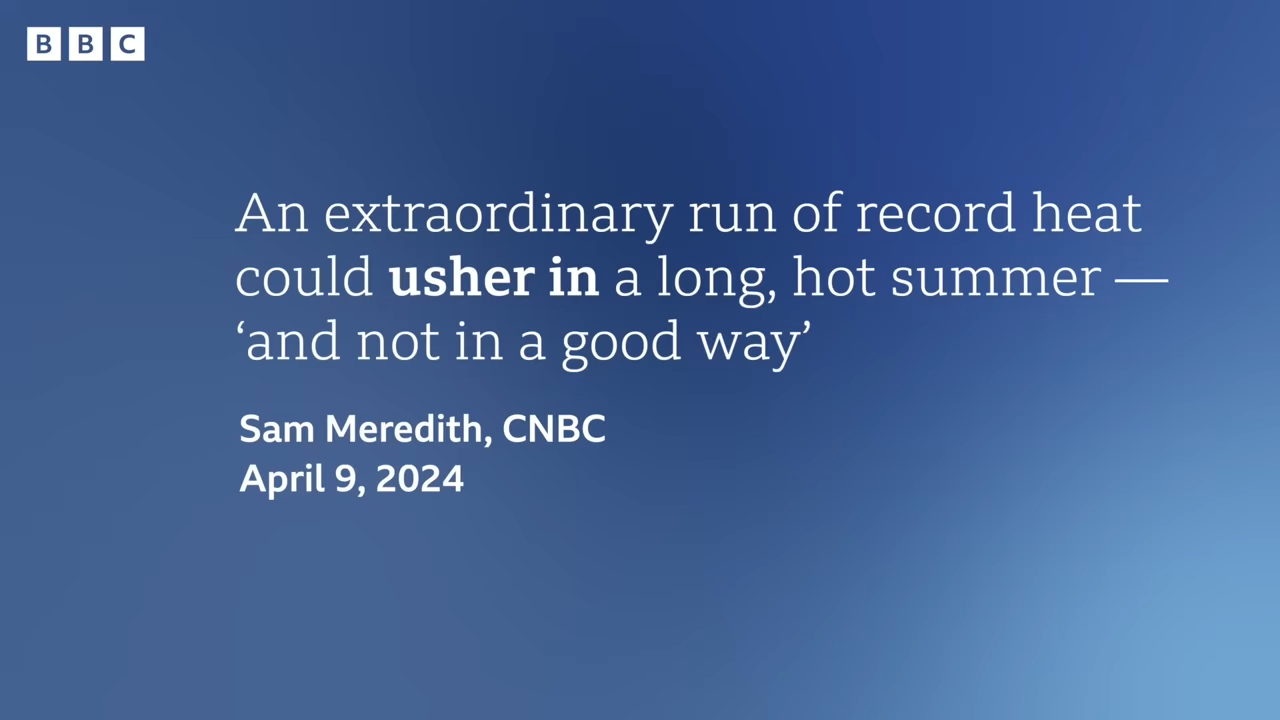 BBC
An extraordinary run of record heat
could usher in a long, hot summer —
‘and not in a good way’
Sam Meredith, CNBC
April 9, 2024